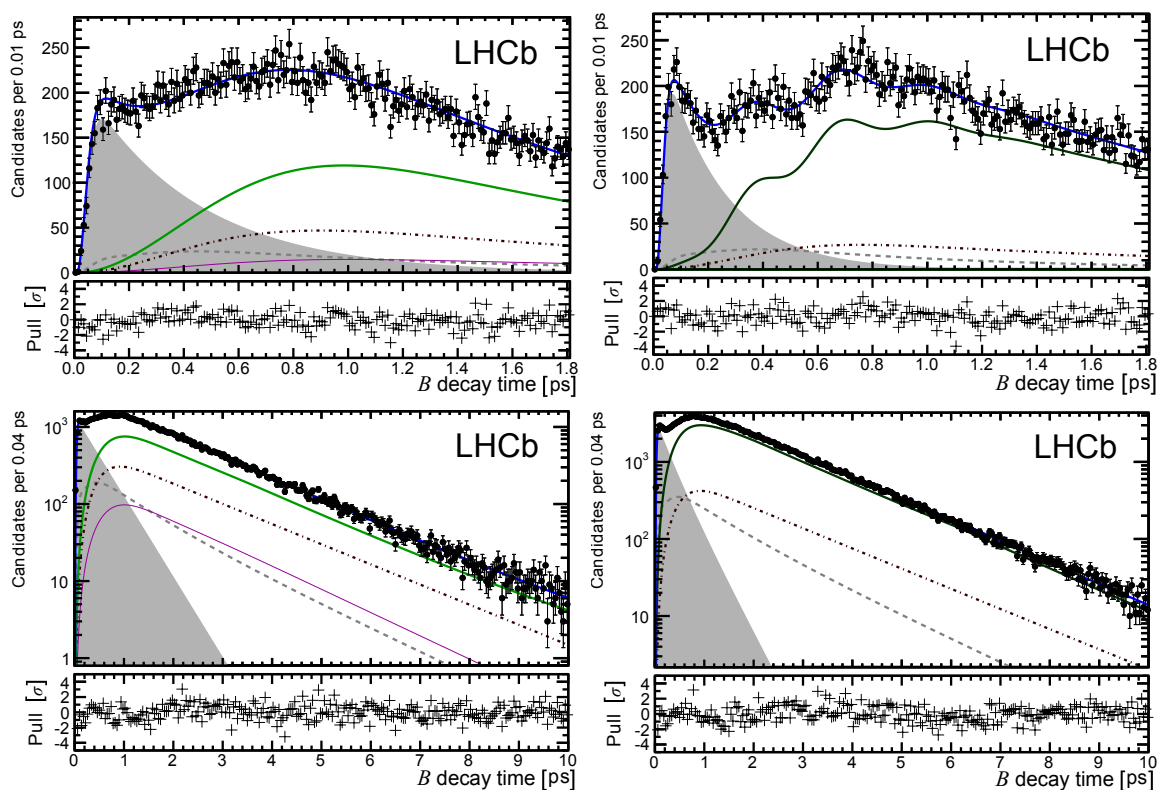 Candidates per 0.01 ps
250
200
150
100
50
0
LHCb
Pull [σ]
4
2
0
-2
-4
0.0 0.2 0.4 0.6 0.8 1.0 1.2 1.4 1.6 1.8
B decay time [ps]
Candidates per 0.01 ps
250
200
150
100
50
0
LHCb
Pull [σ]
4
2
0
-2
-4
0.0 0.2 0.4 0.6 0.8 1.0 1.2 1.4 1.6 1.8
B decay time [ps]
Candidates per 0.04 ps
10³
10²
10
1
LHCb
Pull [σ]
4
2
0
-2
-4
0 1 2 3 4 5 6 7 8 9 10
B decay time [ps]
Candidates per 0.04 ps
10³
10²
10
LHCb
Pull [σ]
4
2
0
-2
-4
0 1 2 3 4 5 6 7 8 9 10
B decay time [ps]